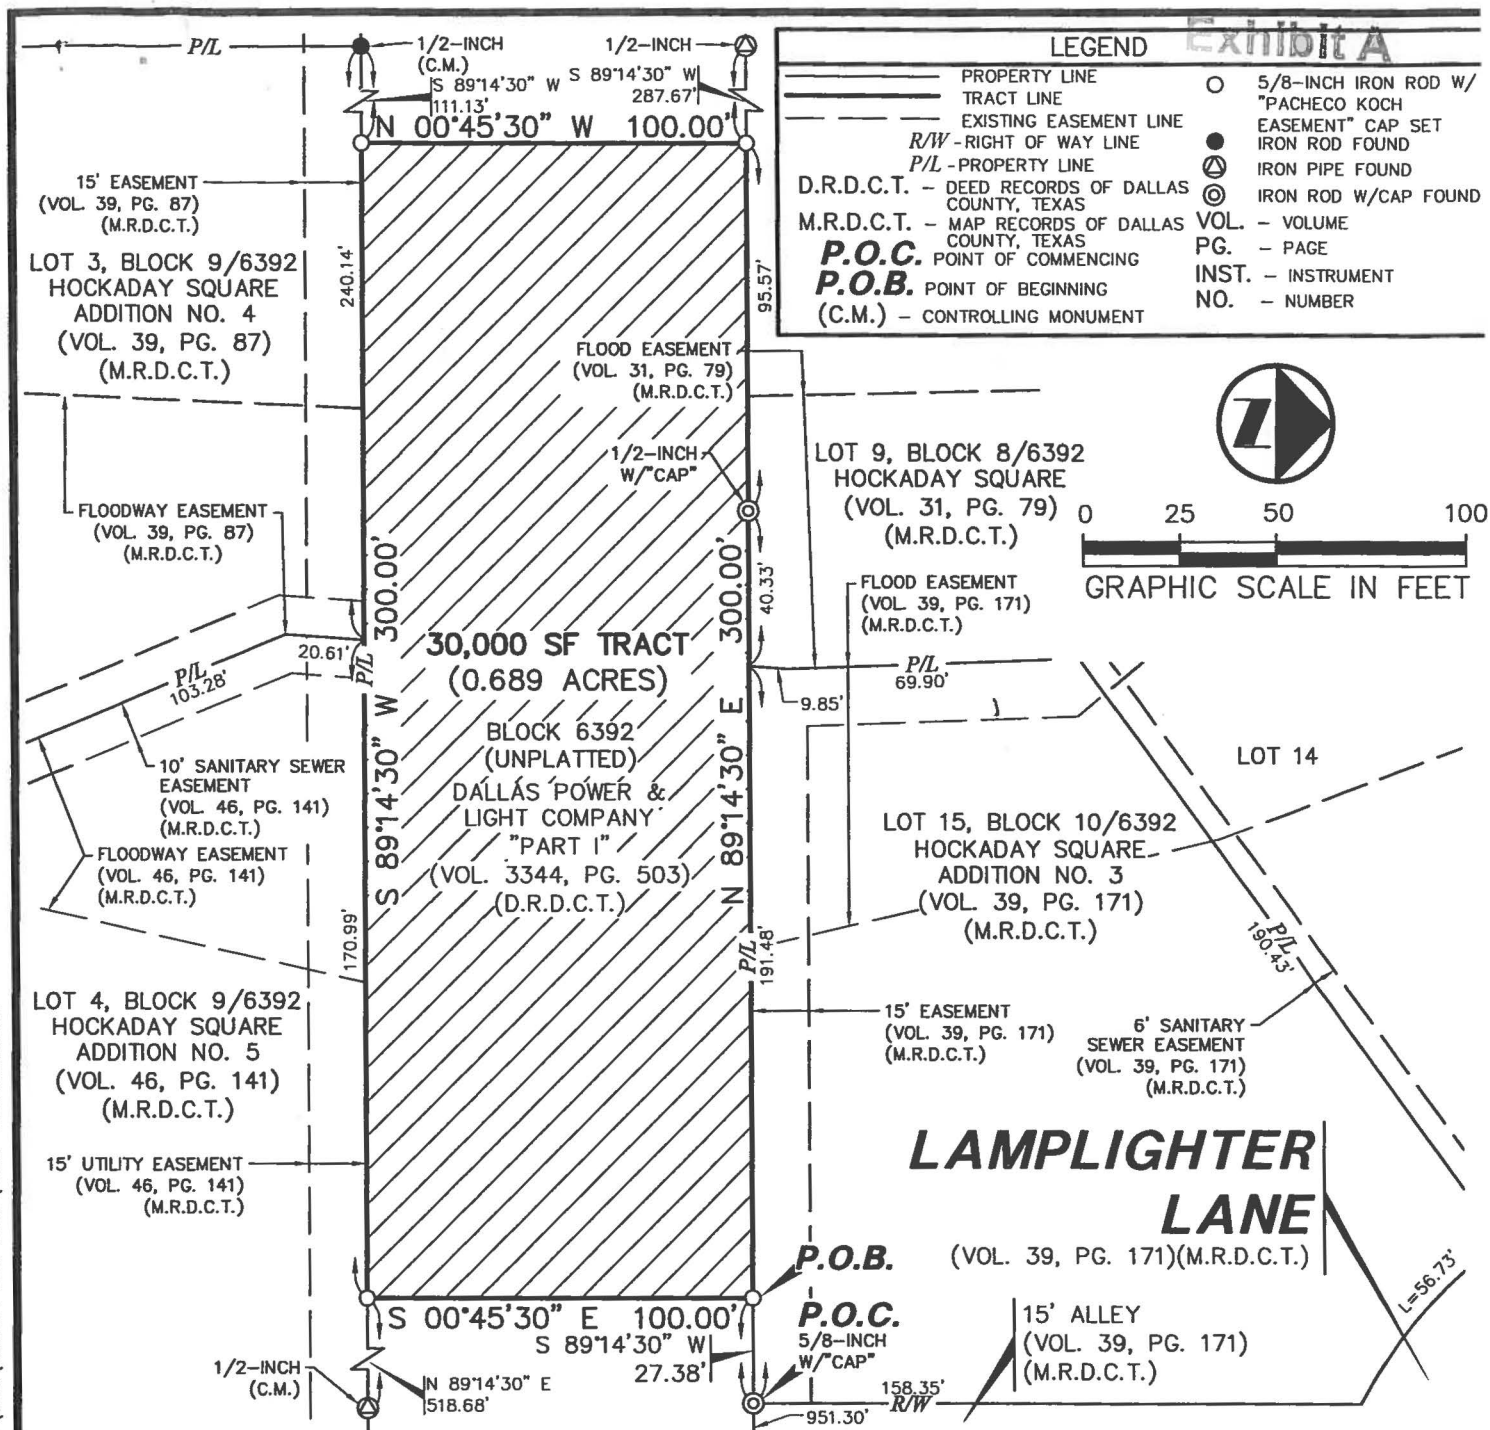 Exhibit A
LEGEND
PROPERTY LINE
TRACT LINE
EXISTING EASEMENT LINE
R/W - RIGHT OF WAY LINE
P/L - PROPERTY LINE
D.R.D.C.T. - DEED RECORDS OF DALLAS
COUNTY, TEXAS
M.R.D.C.T. - MAP RECORDS OF DALLAS
COUNTY, TEXAS
P.O.C. POINT OF COMMENCING
P.O.B. POINT OF BEGINNING
(C.M.) - CONTROLLING MONUMENT
5/8-INCH IRON ROD W/
"PACHECO KOCH
EASEMENT" CAP SET
IRON ROD FOUND
IRON PIPE FOUND
IRON ROD W/CAP FOUND
VOL. - VOLUME
PG. - PAGE
INST. - INSTRUMENT
NO. - NUMBER
P/L
1/2-INCH
(C.M.)
1/2-INCH
S 89°14'30" W
111.13'
S 89°14'30" W
287.67'
N 00°45'30" W 100.00'
15' EASEMENT
(VOL. 39, PG. 87)
(M.R.D.C.T.)
LOT 3, BLOCK 9/6392
HOCKADAY SQUARE
ADDITION NO. 4
(VOL. 39, PG. 87)
(M.R.D.C.T.)
240.14'
95.57'
FLOOD EASEMENT
(VOL. 31, PG. 79)
(M.R.D.C.T.)
1/2-INCH
W/"CAP"
LOT 9, BLOCK 8/6392
HOCKADAY SQUARE
(VOL. 31, PG. 79)
(M.R.D.C.T.)
Z
0 25 50 100
GRAPHIC SCALE IN FEET
FLOODWAY EASEMENT
(VOL. 39, PG. 87)
(M.R.D.C.T.)
FLOOD EASEMENT
(VOL. 39, PG. 171)
(M.R.D.C.T.)
40.33'
S 89°14'30" W 300.00'
N 89°14'30" E 300.00'
30,000 SF TRACT
(0.689 ACRES)
BLOCK 6392
(UNPLATTED)
DALLAS POWER &
LIGHT COMPANY
"PART I"
(VOL. 3344, PG. 503)
(D.R.D.C.T.)
20.61'
P/L
P/L
103.28'
P/L
69.90'
9.85'
10' SANITARY SEWER
EASEMENT
(VOL. 46, PG. 141)
(M.R.D.C.T.)
FLOODWAY EASEMENT
(VOL. 46, PG. 141)
(M.R.D.C.T.)
170.99'
LOT 14
LOT 15, BLOCK 10/6392
HOCKADAY SQUARE
ADDITION NO. 3
(VOL. 39, PG. 171)
(M.R.D.C.T.)
P/L
191.48'
P/L
190.43'
LOT 4, BLOCK 9/6392
HOCKADAY SQUARE
ADDITION NO. 5
(VOL. 46, PG. 141)
(M.R.D.C.T.)
15' EASEMENT
(VOL. 39, PG. 171)
(M.R.D.C.T.)
6' SANITARY
SEWER EASEMENT
(VOL. 39, PG. 171)
(M.R.D.C.T.)
15' UTILITY EASEMENT
(VOL. 46, PG. 141)
(M.R.D.C.T.)
LAMPLIGHTER
LANE
(VOL. 39, PG. 171)(M.R.D.C.T.)
P.O.B.
S 00°45'30" E 100.00'
S 89°14'30" W
27.38'
P.O.C.
5/8-INCH
W/"CAP"
15' ALLEY
(VOL. 39, PG. 171)
(M.R.D.C.T.)
L=56.73'
1/2-INCH
(C.M.)
N 89°14'30" E
518.68'
158.35'
R/W
951.30'